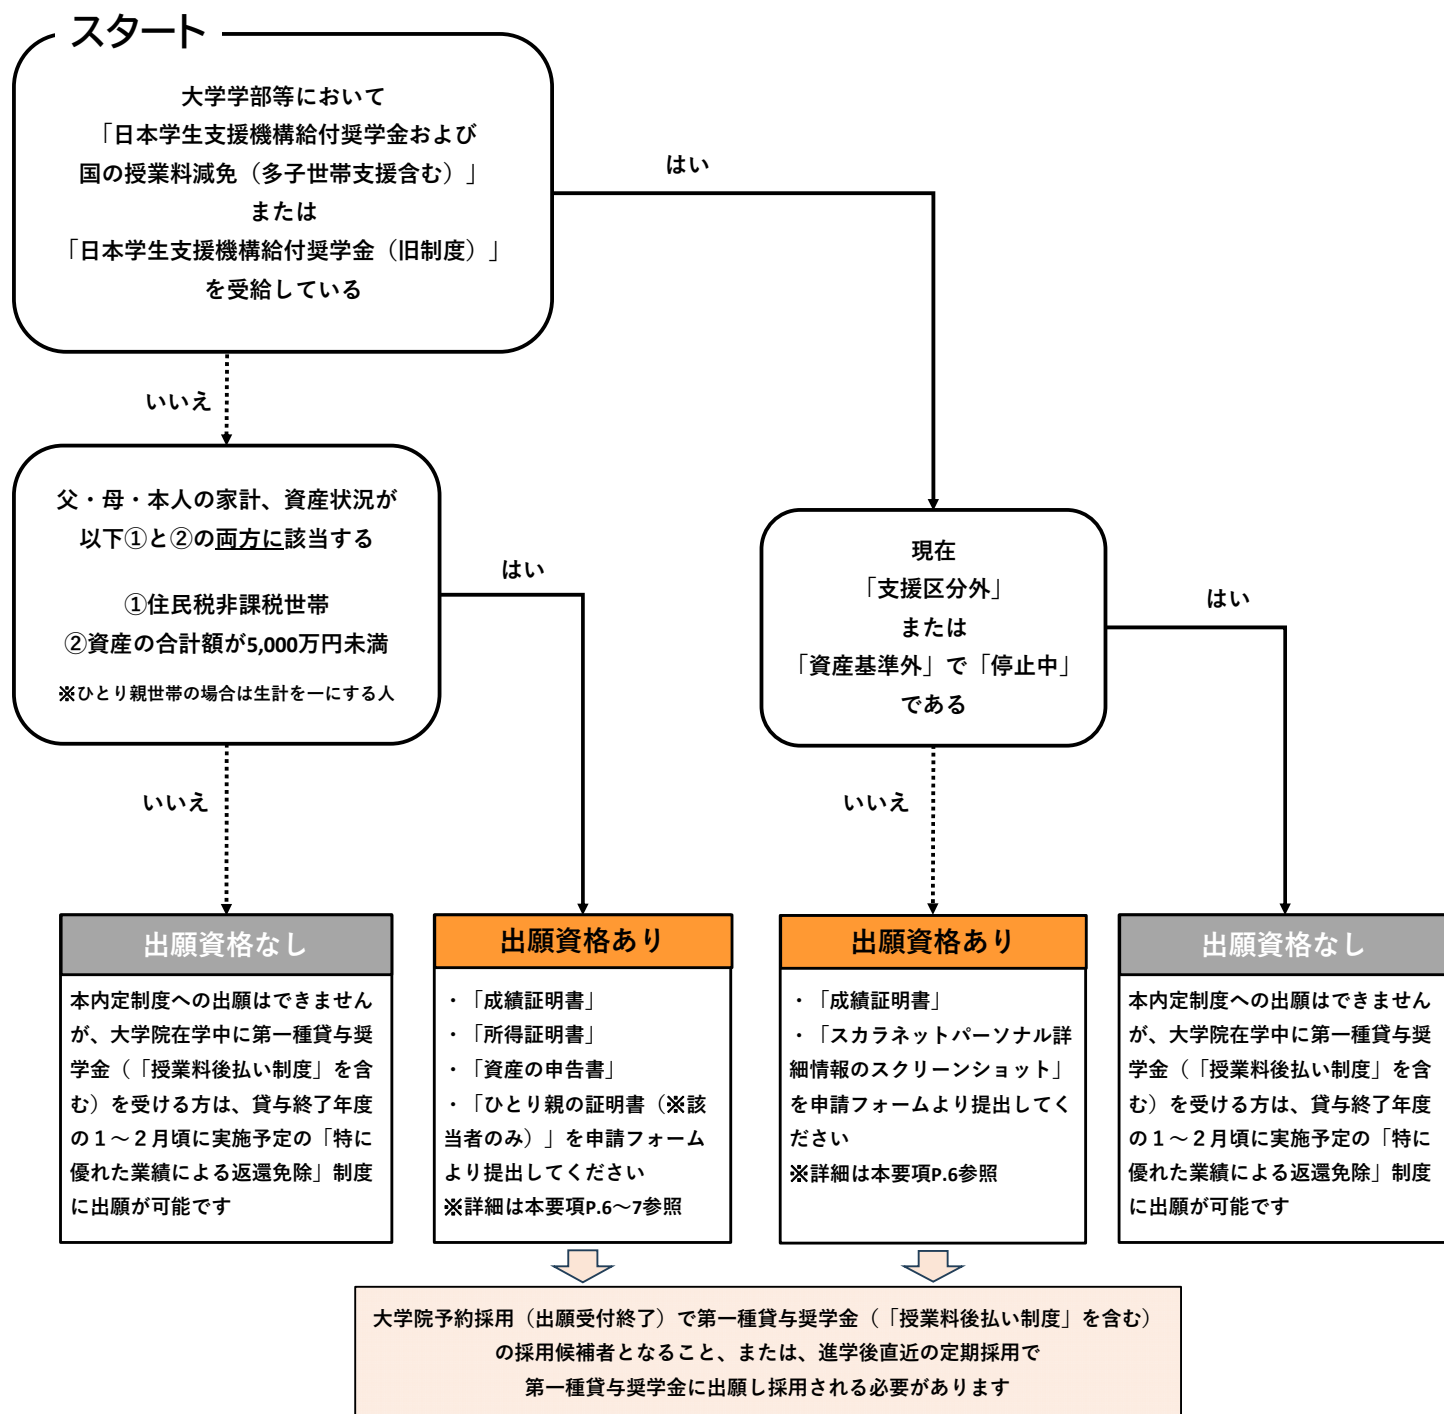 スタート
大学学部等において
「日本学生支援機構給付奨学金および
国の授業料減免（多子世帯支援含む）」
または
「日本学生支援機構給付奨学金（旧制度）」
を受給している
はい
いいえ
父・母・本人の家計、資産状況が
以下①と②の両方に該当する
①住民税非課税世帯
②資産の合計額が5,000万円未満
※ひとり親世帯の場合は生計を一にする人
はい
いいえ
現在
「支援区分外」
または
「資産基準外」で「停止中」
である
はい
いいえ
出願資格なし
本内定制度への出願はできません
が、大学院在学中に第一種貸与奨
学金（「授業料後払い制度」を含
む）を受ける方は、貸与終了年度
の１～２月頃に実施予定の「特に
優れた業績による返還免除」制度
に出願が可能です
出願資格あり
・「成績証明書」
・「所得証明書」
・「資産の申告書」
・「ひとり親の証明書（※該
当者のみ）」を申請フォーム
より提出してください
※詳細は本要項P.6～7参照
出願資格あり
・「成績証明書」
・「スカラネットパーソナル詳
細情報のスクリーンショット」
を申請フォームより提出してく
ださい
※詳細は本要項P.6参照
出願資格なし
本内定制度への出願はできません
が、大学院在学中に第一種貸与奨
学金（「授業料後払い制度」を含
む）を受ける方は、貸与終了年度
の１～２月頃に実施予定の「特に
優れた業績による返還免除」制度
に出願が可能です
大学院予約採用（出願受付終了）で第一種貸与奨学金（「授業料後払い制度」を含む）
の採用候補者となること、または、進学後直近の定期採用で
第一種貸与奨学金に出願し採用される必要があります